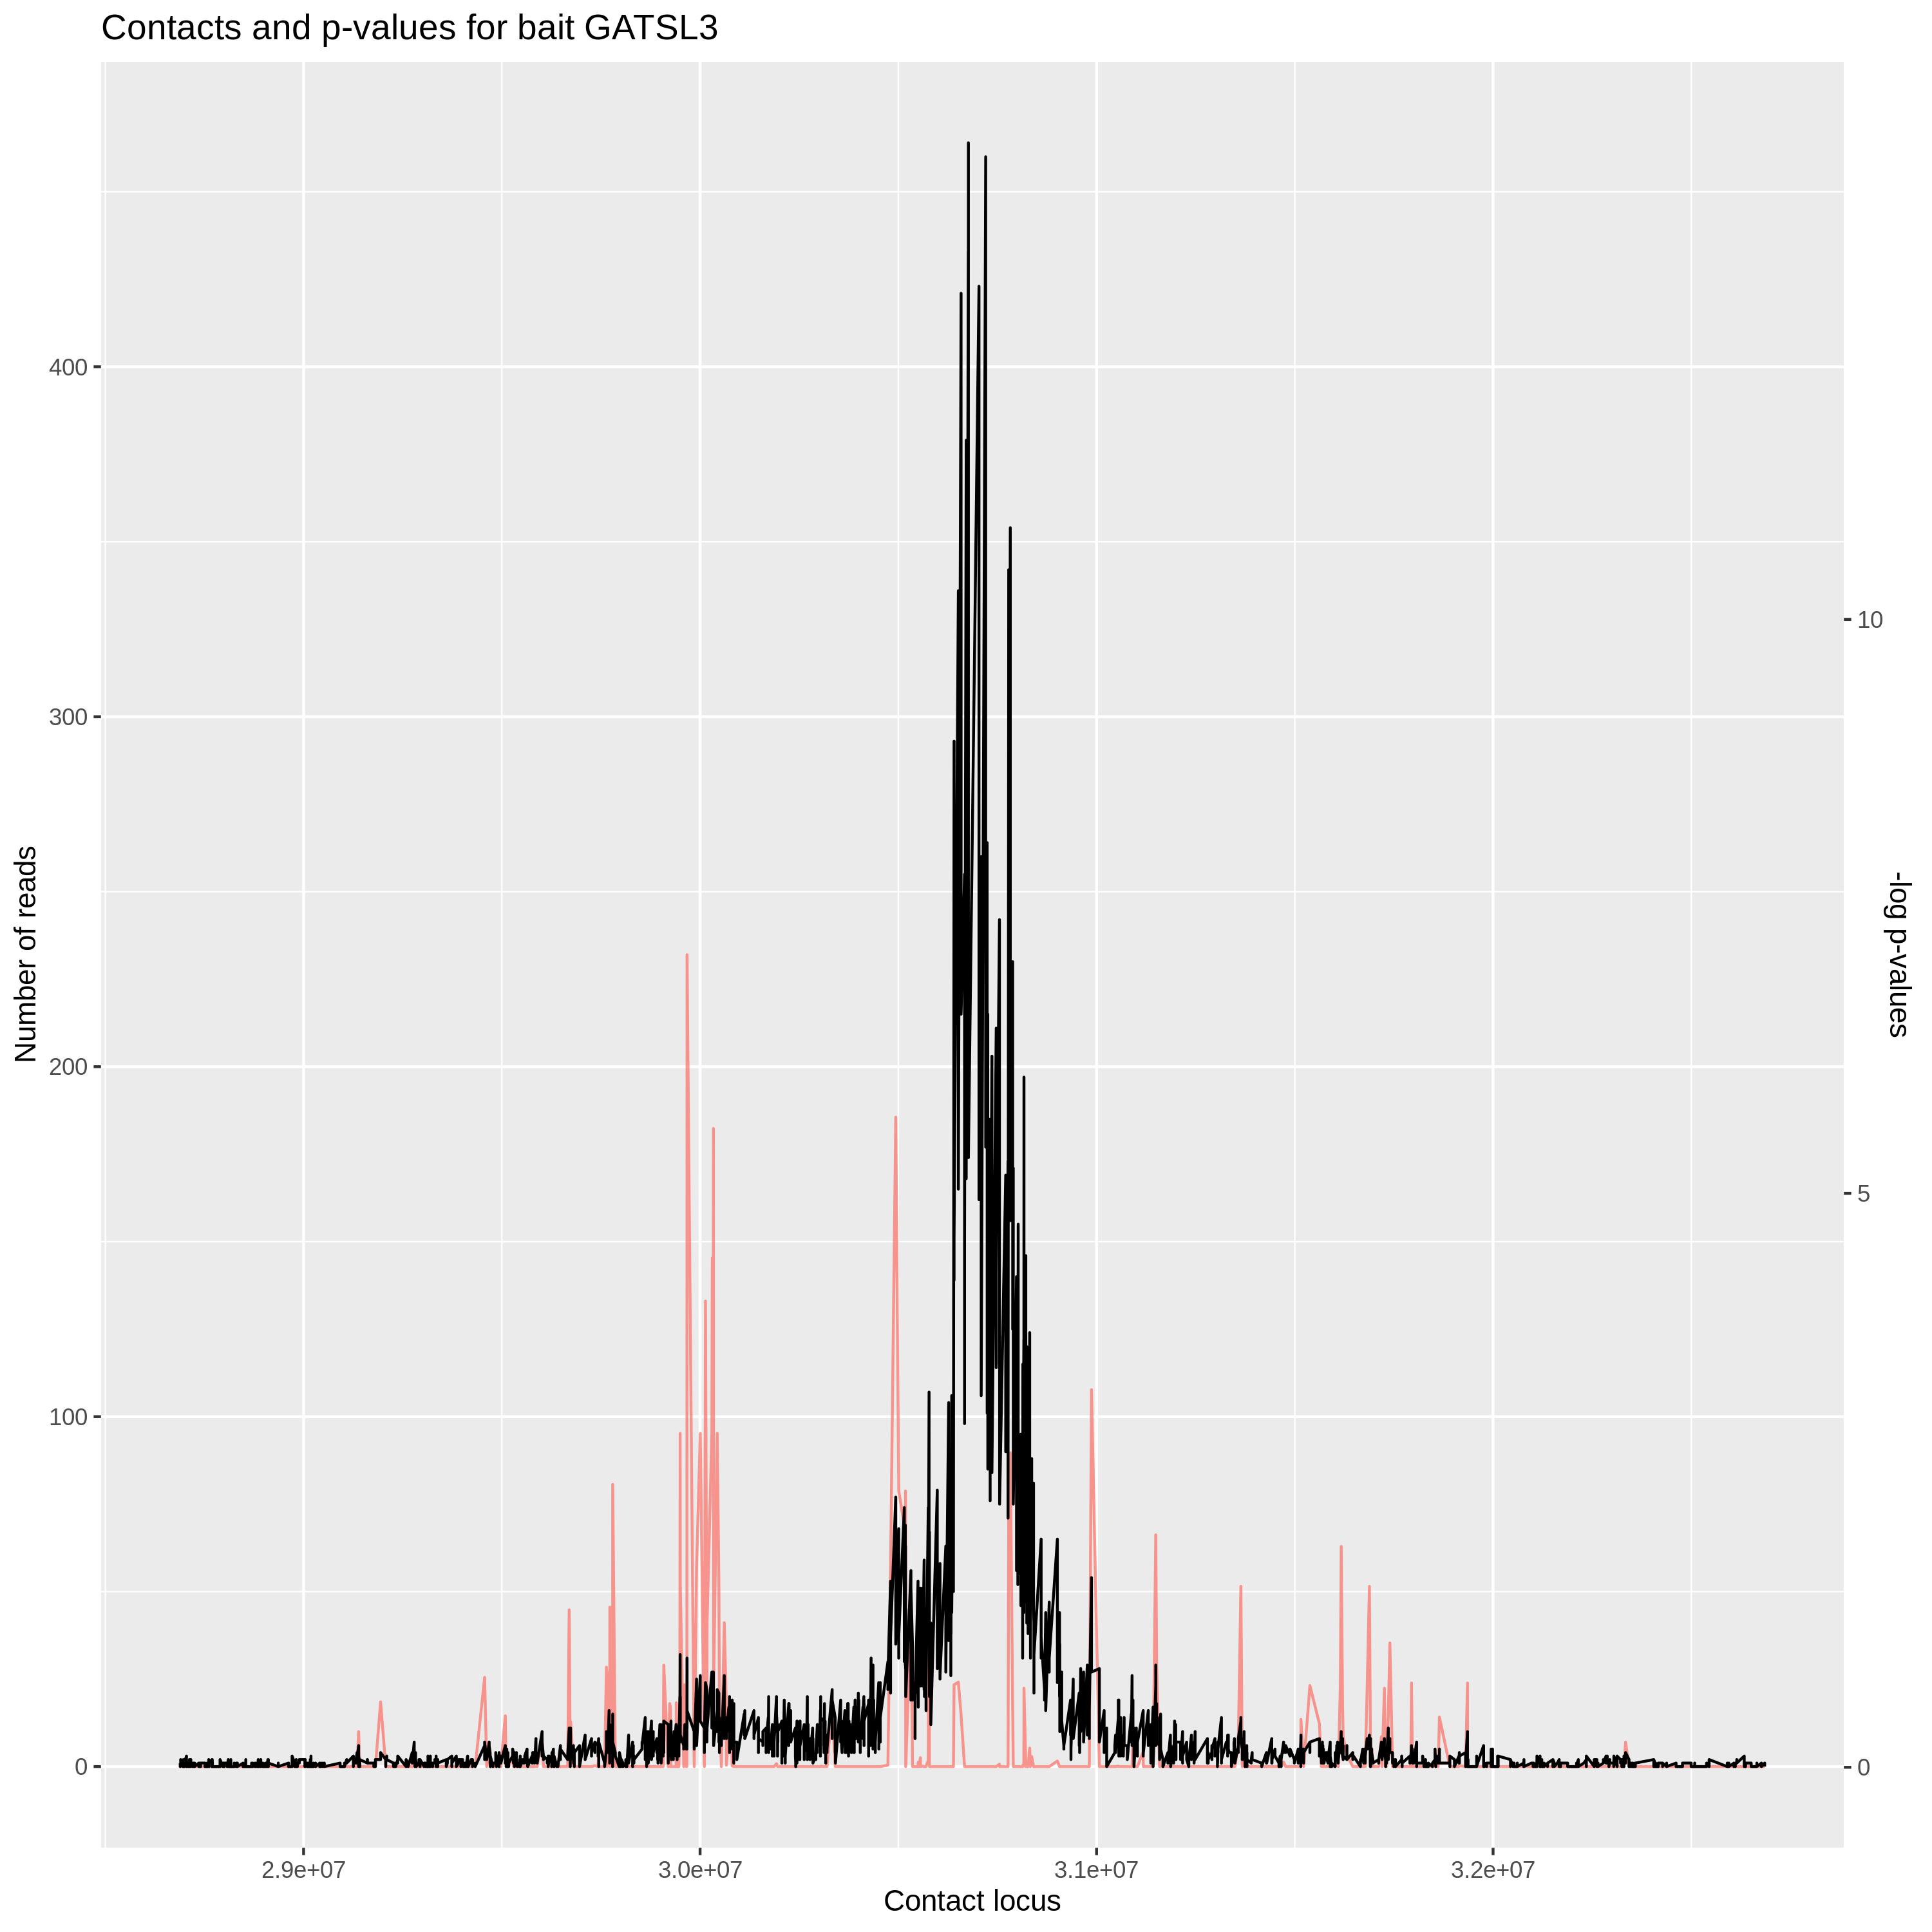 Contacts and p-values for bait GATSL3
400
300
200
100
0
Number of reads
10
5
0
-log p-values
2.9e+07
3.0e+07
3.1e+07
3.2e+07
Contact locus